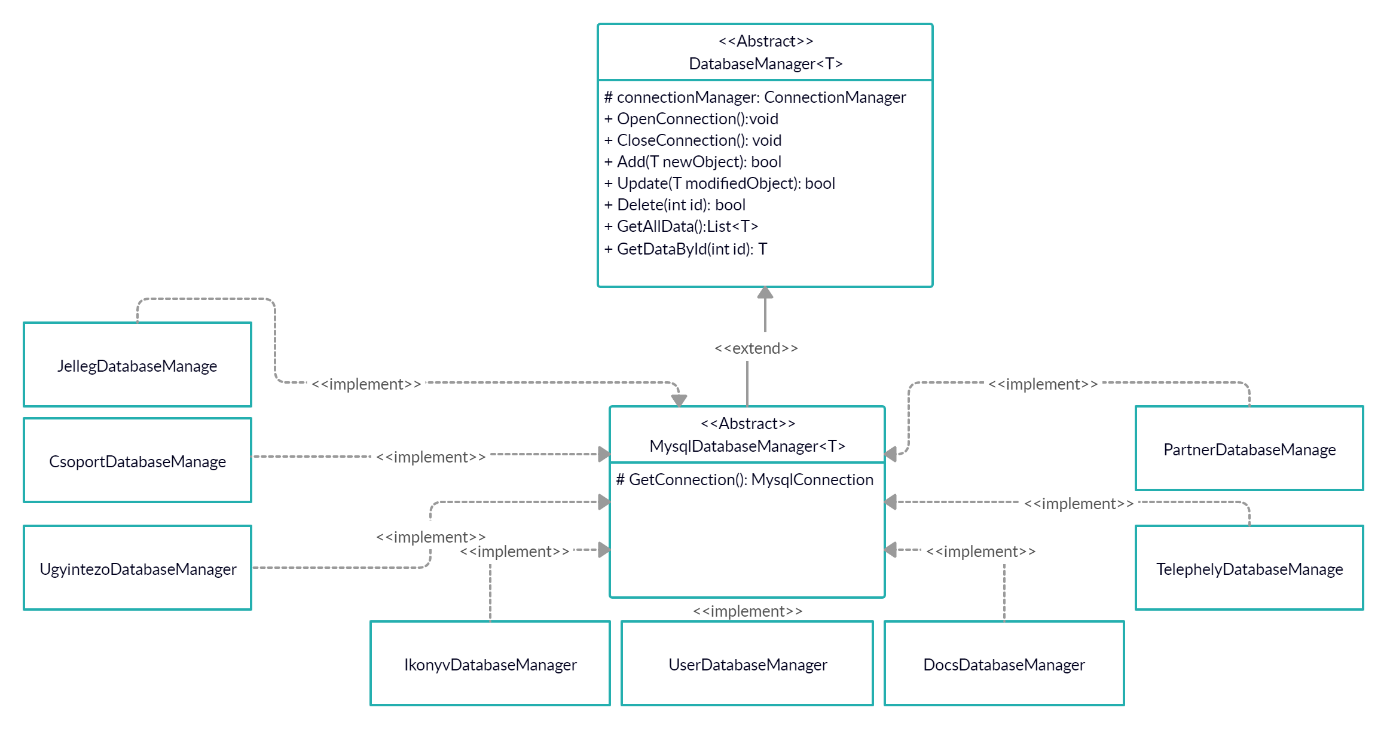 <<Abstract>>
DatabaseManager<T>
# connectionManager: ConnectionManager
+ OpenConnection():void
+ CloseConnection(): void
+ Add(T newObject): bool
+ Update(T modifiedObject): bool
+ Delete(int id): bool
+ GetAllData():List<T>
+ GetDataById(int id): T
<<extend>>
JellegDatabaseManage
<<implement>>
<<implement>>
<<Abstract>>
MysqlDatabaseManager<T>
# GetConnection(): MysqlConnection
PartnerDatabaseManage
CsoportDatabaseManage
<<implement>>
<<implement>>
<<implement>>
<<implement>>
<<implement>>
UgyintezoDatabaseManager
TelephelyDatabaseManage
<<implement>>
IkonyvDatabaseManager
UserDatabaseManager
DocsDatabaseManager